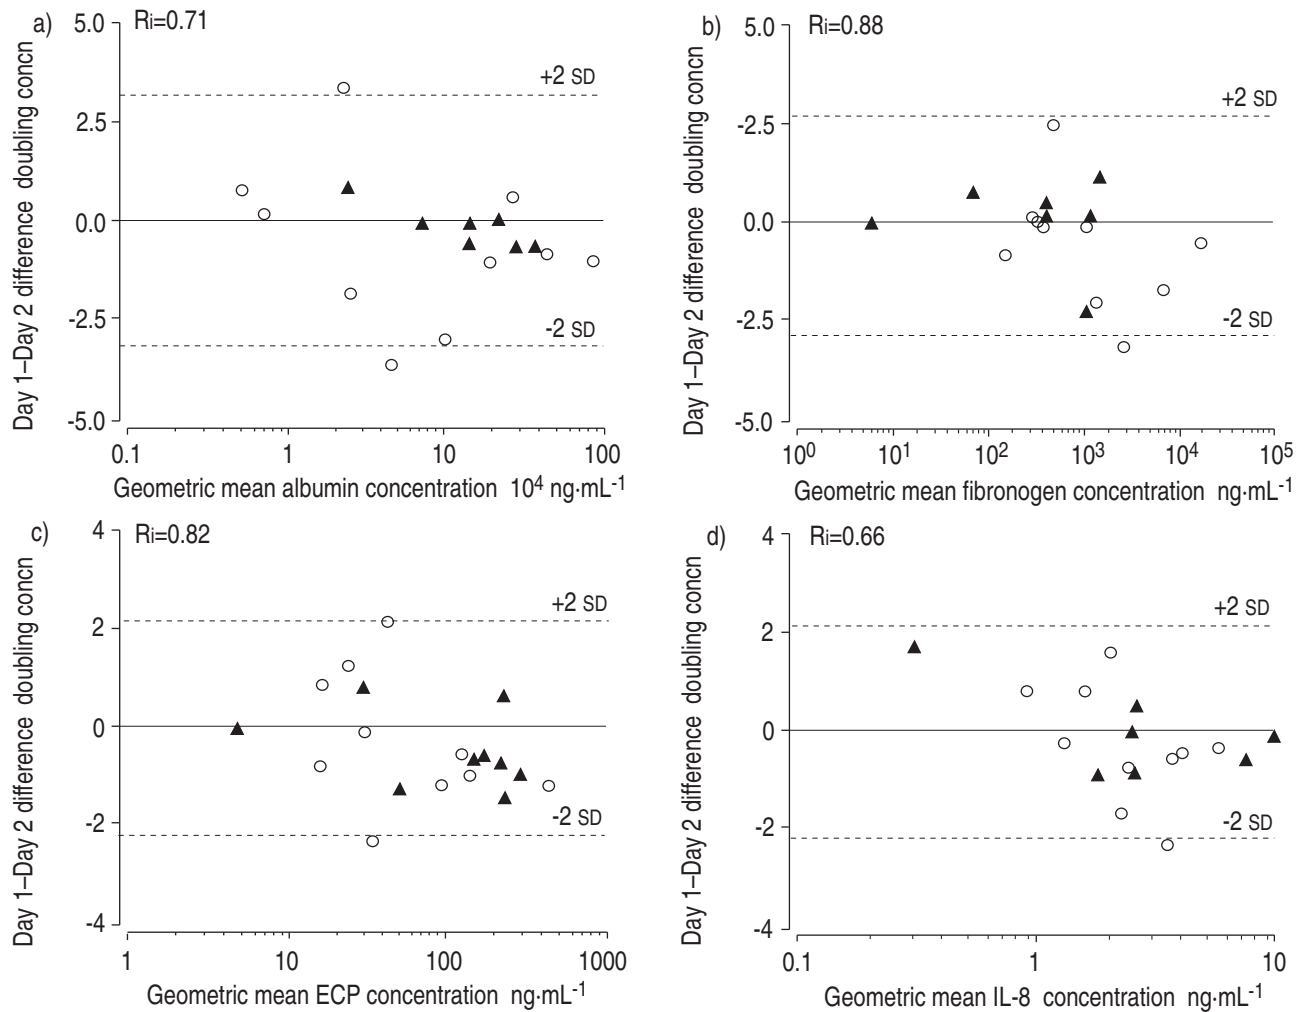 a)
Ri=0.71
5.0
2.5
0.0
-2.5
-5.0
+2 SD
-2 SD
Day 1–Day 2 difference doubling concn
0.1 1 10 100
Geometric mean albumin concentration 10⁴ ng·mL⁻¹
b)
Ri=0.88
5.0
-2.5
0.0
-2.5
-5.0
+2 SD
-2 SD
Day 1–Day 2 difference doubling concn
10⁰ 10¹ 10² 10³ 10⁴ 10⁵
Geometric mean fibronogen concentration ng·mL⁻¹
c)
Ri=0.82
4
2
0
-2
-4
+2 SD
-2 SD
Day 1–Day 2 difference doubling concn
1 10 100 1000
Geometric mean ECP concentration ng·mL⁻¹
d)
Ri=0.66
4
2
0
-2
-4
+2 SD
-2 SD
Day 1–Day 2 difference doubling concn
0.1 1 10
Geometric mean IL-8 concentration ng·mL⁻¹